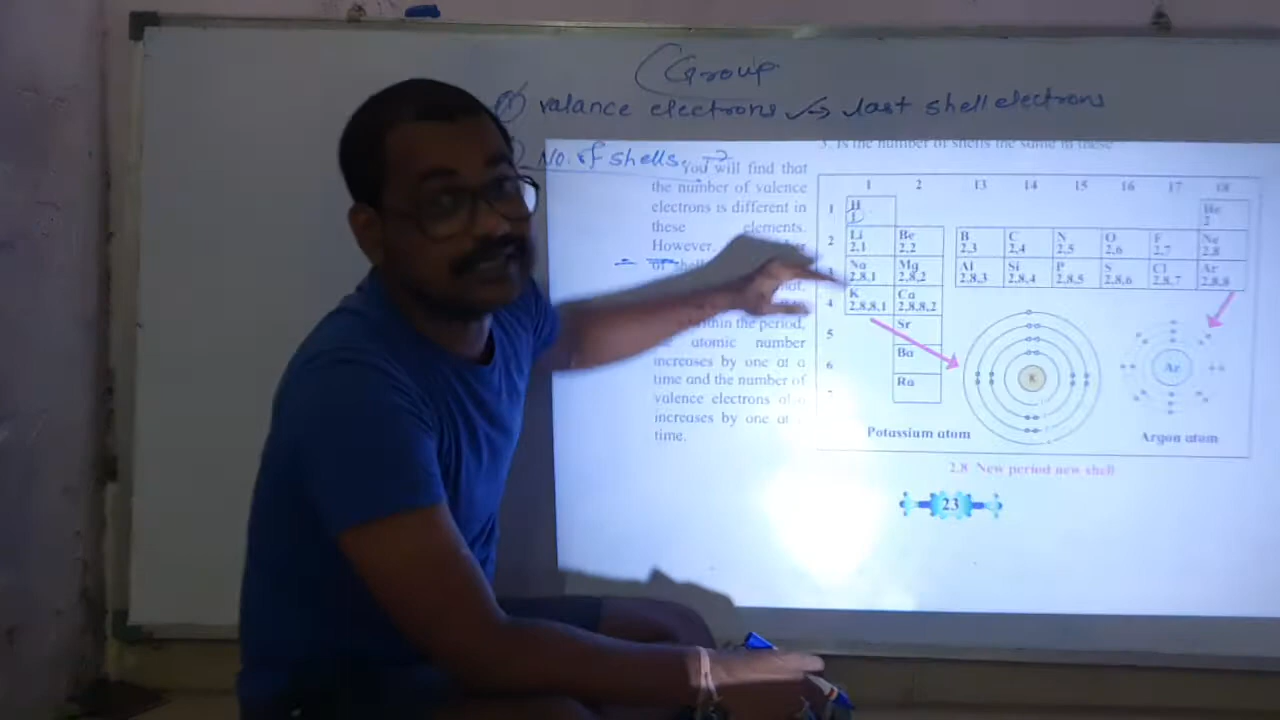 Group
valance electrons → last shell electrons
No. of shells
3. Is the number of shells the same in these
You will find that
the number of valence
electrons is different in
these elements.
However,
of
within the period,
atomic number
increases by one at a
time and the number of
valence electrons also
increases by one at
time.
1 2 13 14 15 16 17 18
1 H He
1 2
2 Li Be B C N O F Ne
2,1 2,2 2,3 2,4 2,5 2,6 2,7 2,8
Na Mg Al Si P S Cl Ar
2,8,1 2,8,2 2,8,3 2,8,4 2,8,5 2,8,6 2,8,7 2,8,8
4 K Ca
2,8,8,1 2,8,8,2
5 Sr
6 Ba
Ra
K
Ar
Potassium atom Argon atom
2.8 New period new shell
23